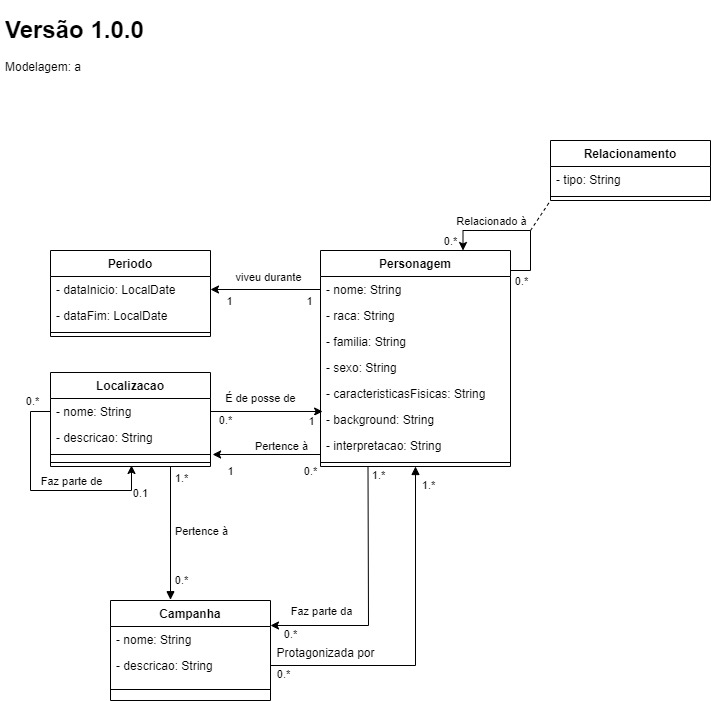 Versão 1.0.0
Modelagem: a
Relacionamento
- tipo: String
Relacionado à
0.*
0.*
Periodo
- dataInicio: LocalDate
- dataFim: LocalDate
viveu durante
1
1
Personagem
- nome: String
- raca: String
- familia: String
- sexo: String
- caracteristicasFisicas: String
- background: String
- interpretacao: String
Localizacao
- nome: String
- descricao: String
É de posse de
0.*
1
Pertence à
1
0.*
0.*
Faz parte de
0.1
1.*
Pertence à
0.*
1.*
1.*
Campanha
- nome: String
- descricao: String
Faz parte da
0.*
Protagonizada por
0.*